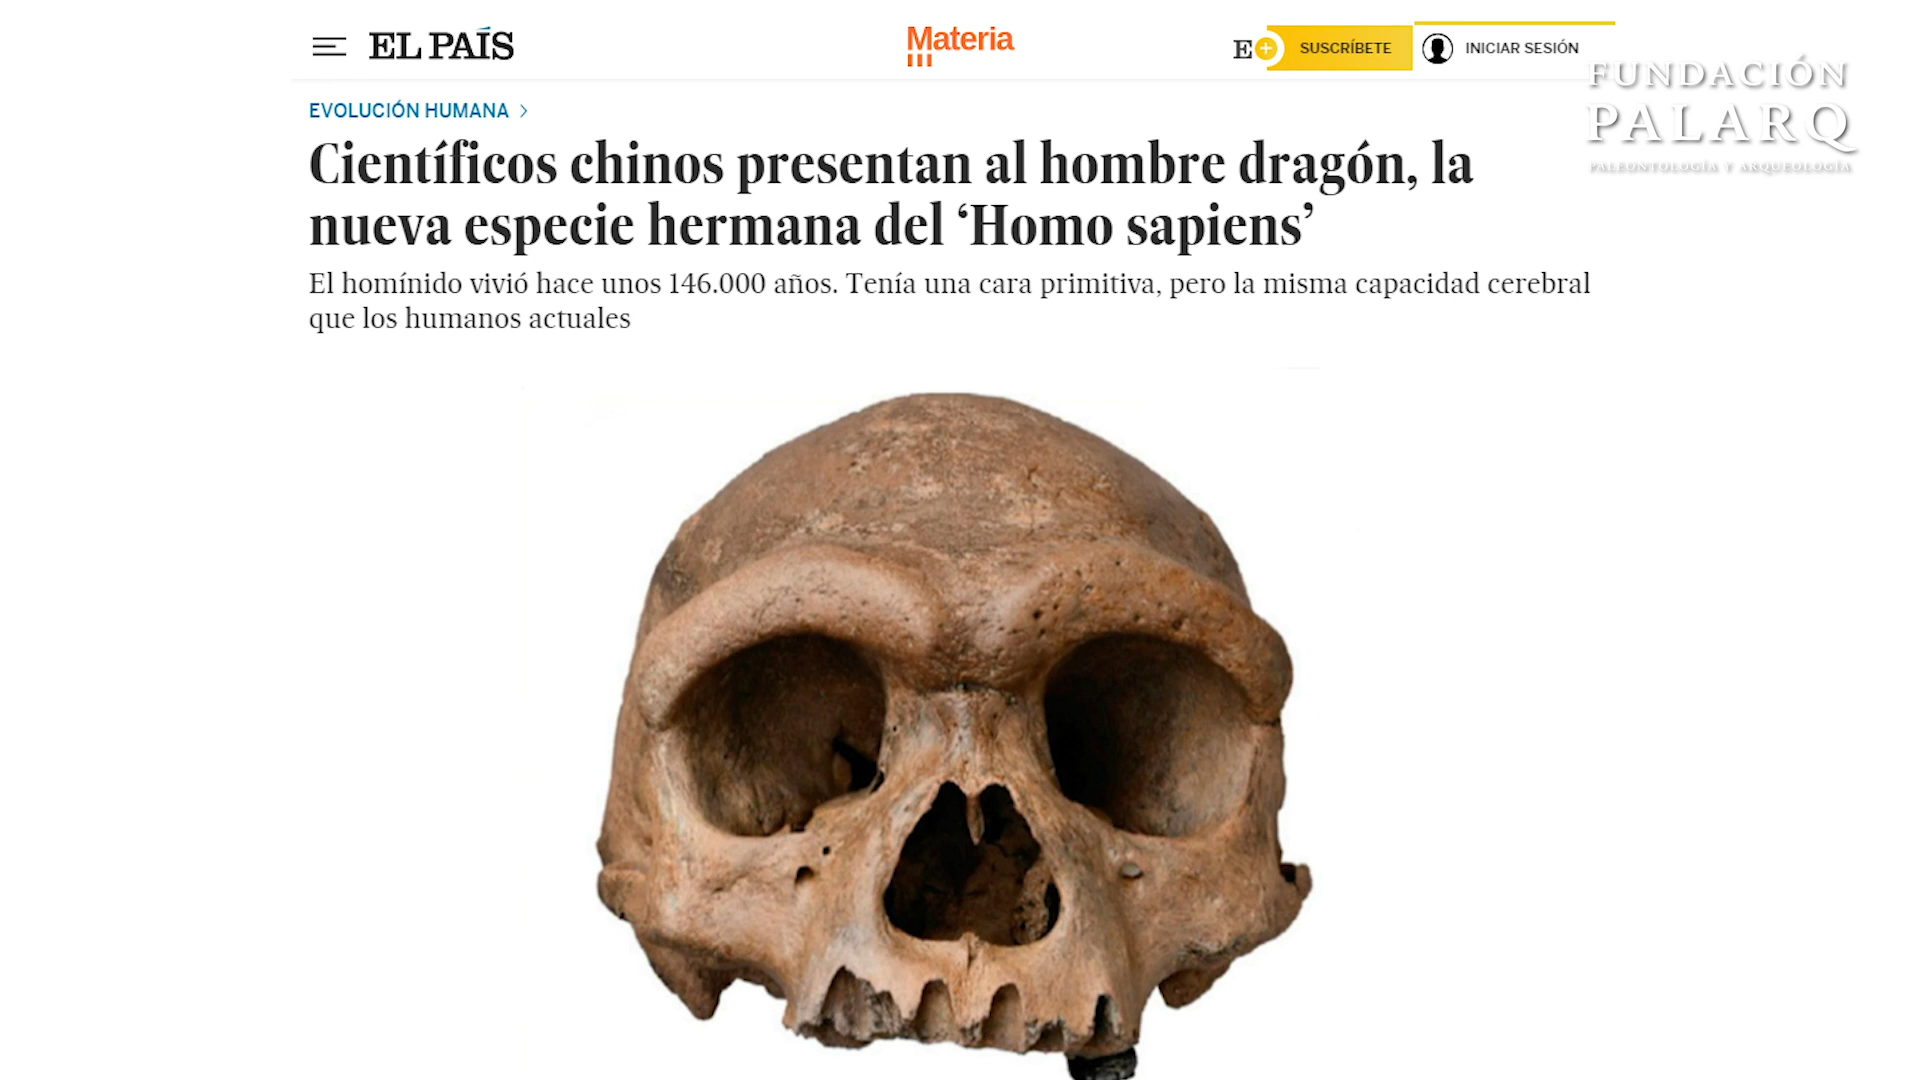 EL PAÍS
Materia
E+
SUSCRÍBETE
INICIAR SESIÓN
FUNDACIÓN
PALARQ
PALEONTOLOGÍA Y ARQUEOLOGÍA
EVOLUCIÓN HUMANA
Científicos chinos presentan al hombre dragón, la
nueva especie hermana del ‘Homo sapiens’
El homínido vivió hace unos 146.000 años. Tenía una cara primitiva, pero la misma capacidad cerebral
que los humanos actuales